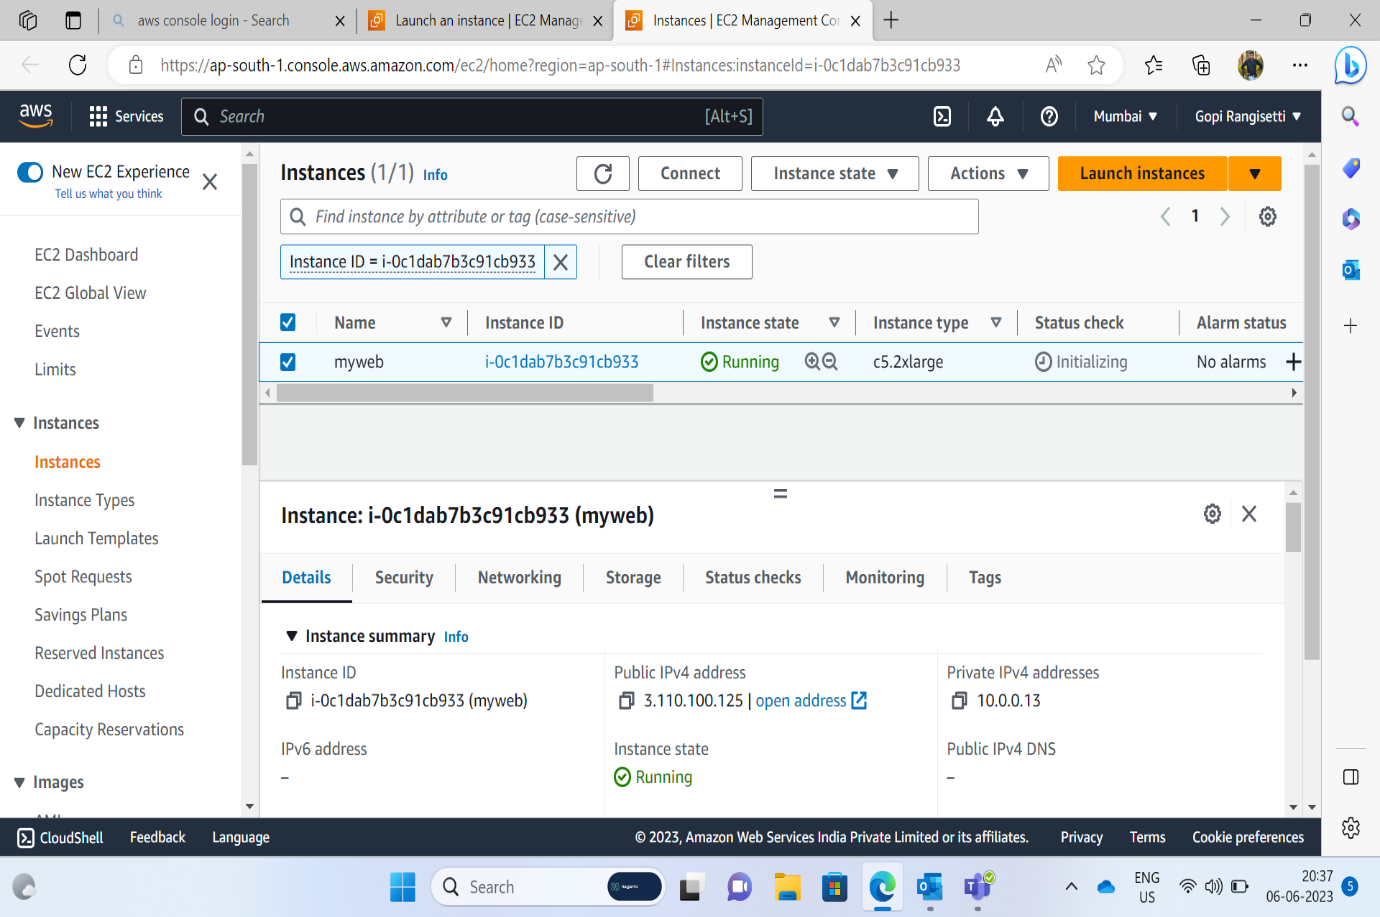 aws console login - Search
Launch an instance | EC2 Manage
Instances | EC2 Management Con
https://ap-south-1.console.aws.amazon.com/ec2/home?region=ap-south-1#Instances:instanceId=i-0c1dab7b3c91cb933
aws
Services
Search
[Alt+S]
Mumbai
Gopi Rangisetti
New EC2 Experience
Tell us what you think
EC2 Dashboard
EC2 Global View
Events
Limits
Instances
Instances
Instance Types
Launch Templates
Spot Requests
Savings Plans
Reserved Instances
Dedicated Hosts
Capacity Reservations
Images
Instances (1/1) Info
Connect
Instance state
Actions
Launch instances
Find instance by attribute or tag (case-sensitive)
1
Instance ID = i-0c1dab7b3c91cb933
Clear filters
Name Instance ID Instance state Instance type Status check Alarm status
myweb i-0c1dab7b3c91cb933 Running c5.2xlarge Initializing No alarms
Instance: i-0c1dab7b3c91cb933 (myweb)
Details Security Networking Storage Status checks Monitoring Tags
Instance summary Info
Instance ID
i-0c1dab7b3c91cb933 (myweb)
Public IPv4 address
3.110.100.125 | open address
Private IPv4 addresses
10.0.0.13
IPv6 address
–
Instance state
Running
Public IPv4 DNS
–
CloudShell Feedback Language
© 2023, Amazon Web Services India Private Limited or its affiliates. Privacy Terms Cookie preferences
Search
ENG
US
20:37
06-06-2023
5